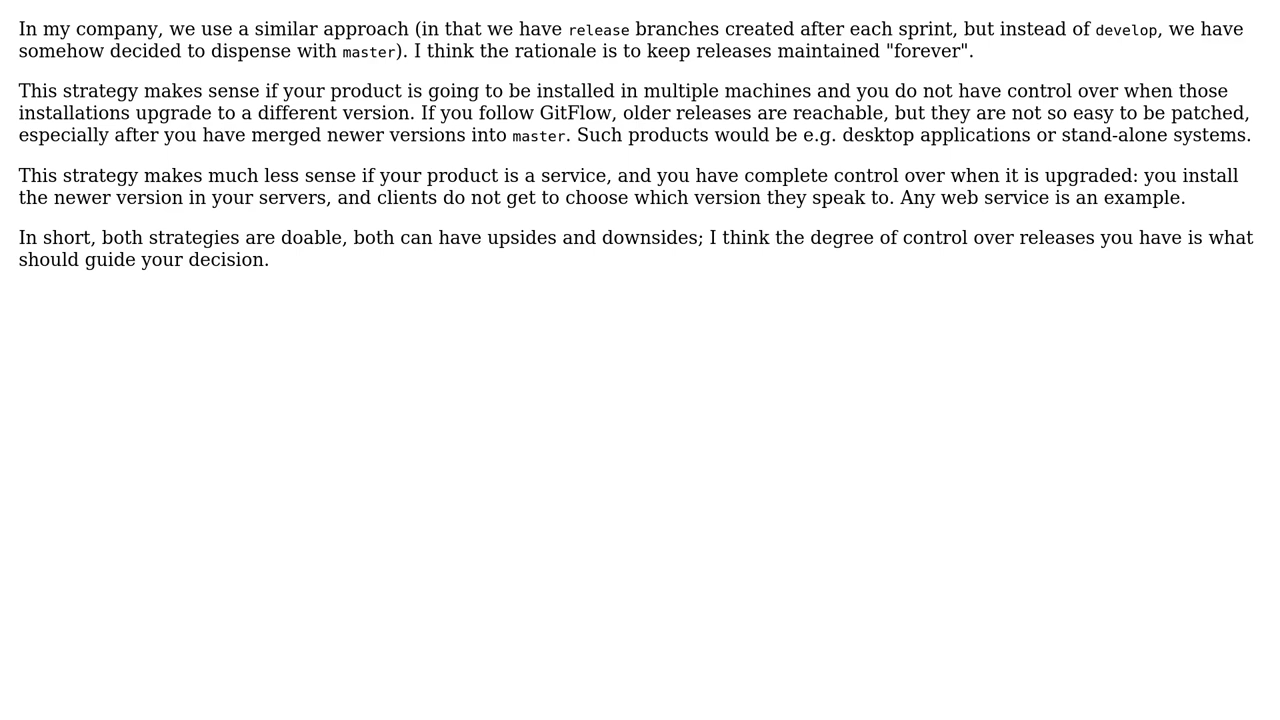 In my company, we use a similar approach (in that we have release branches created after each sprint, but instead of develop, we have
somehow decided to dispense with master). I think the rationale is to keep releases maintained "forever".
This strategy makes sense if your product is going to be installed in multiple machines and you do not have control over when those
installations upgrade to a different version. If you follow GitFlow, older releases are reachable, but they are not so easy to be patched,
especially after you have merged newer versions into master. Such products would be e.g. desktop applications or stand-alone systems.
This strategy makes much less sense if your product is a service, and you have complete control over when it is upgraded: you install
the newer version in your servers, and clients do not get to choose which version they speak to. Any web service is an example.
In short, both strategies are doable, both can have upsides and downsides; I think the degree of control over releases you have is what
should guide your decision.